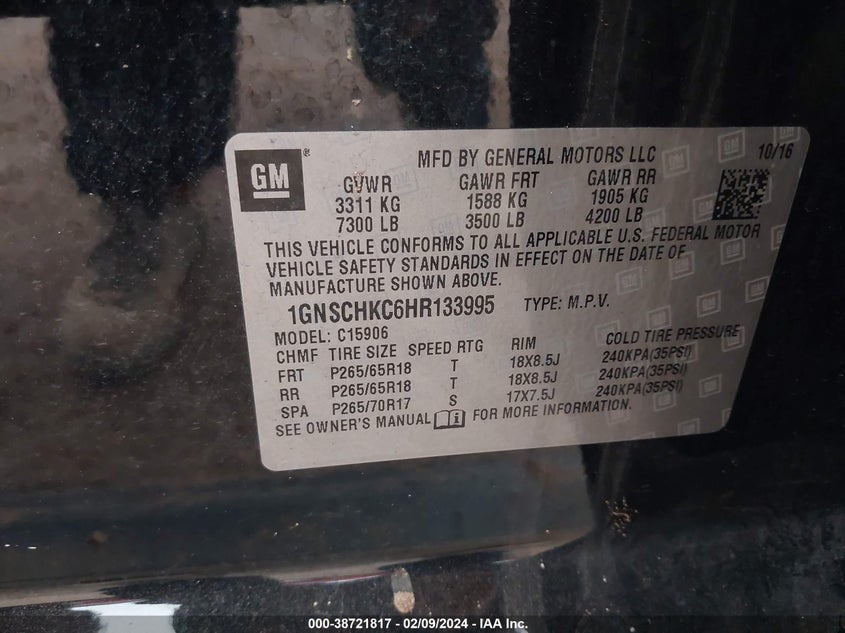 GM ® MFD BY GENERAL MOTORS LLC 10/16
GVWR GAWR FRT GAWR RR
3311 KG 1588 KG 1905 KG
7300 LB 3500 LB 4200 LB
THIS VEHICLE CONFORMS TO ALL APPLICABLE U.S. FEDERAL MOTOR
VEHICLE SAFETY STANDARDS IN EFFECT ON THE DATE OF
MANUFACTURE SHOWN ABOVE.
1GNSCHKC6HR133995 TYPE: M.P.V.
MODEL: C15906
CHMF TIRE SIZE SPEED RTG RIM COLD TIRE PRESSURE
FRT P265/65R18 T 18X8.5J 240KPA(35PSI)
RR P265/65R18 T 18X8.5J 240KPA(35PSI)
SPA P265/70R17 S 17X7.5J 240KPA(35PSI)
SEE OWNER'S MANUAL i FOR MORE INFORMATION.
000-38721817 - 02/09/2024 - IAA Inc.